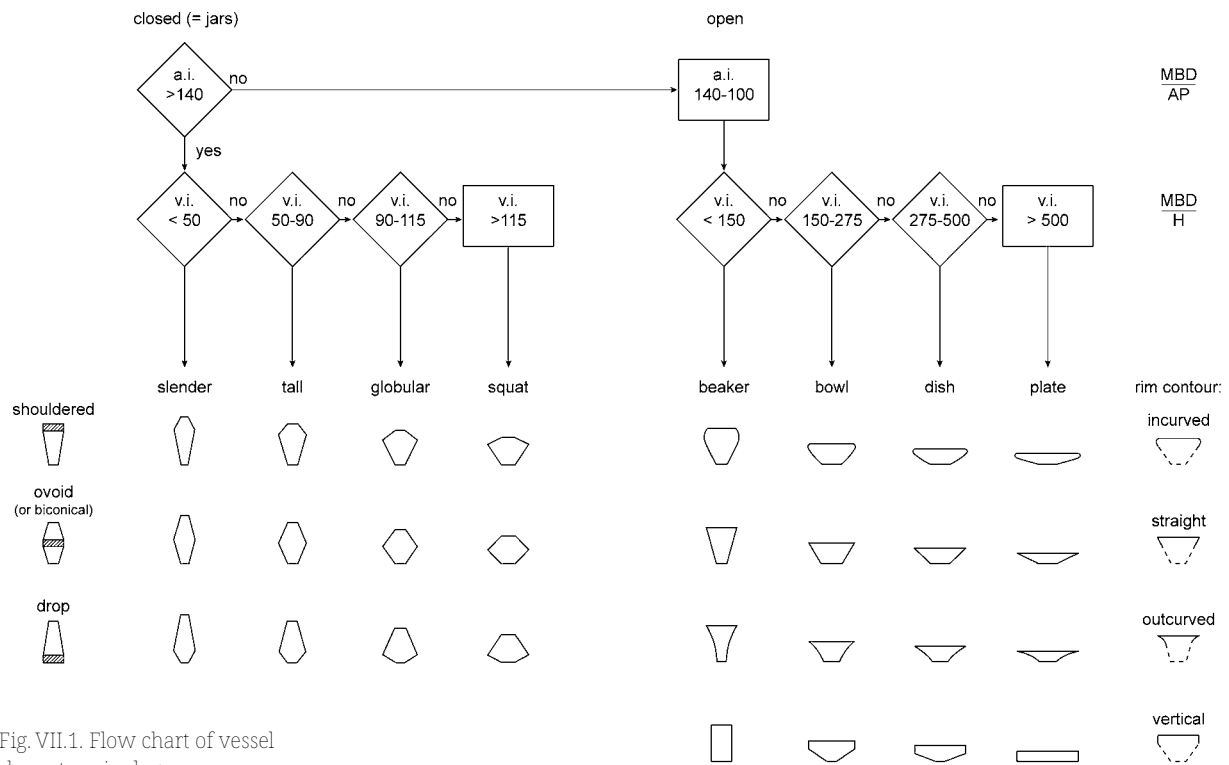 closed (= jars)
open
a.i.
>140
no
a.i.
140-100
MBD
AP
yes
v.i.
< 50
no
v.i.
50-90
no
v.i.
90-115
no
v.i.
>115
v.i.
< 150
no
v.i.
150-275
no
v.i.
275-500
no
v.i.
> 500
MBD
H
slender
tall
globular
squat
beaker
bowl
dish
plate
rim contour:
shouldered
incurved
ovoid
(or biconical)
straight
drop
outcurved
vertical
Fig. VII.1. Flow chart of vessel